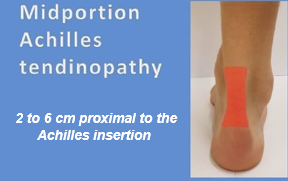 Midportion
Achilles
tendinopathy
2 to 6 cm proximal to the
Achilles insertion